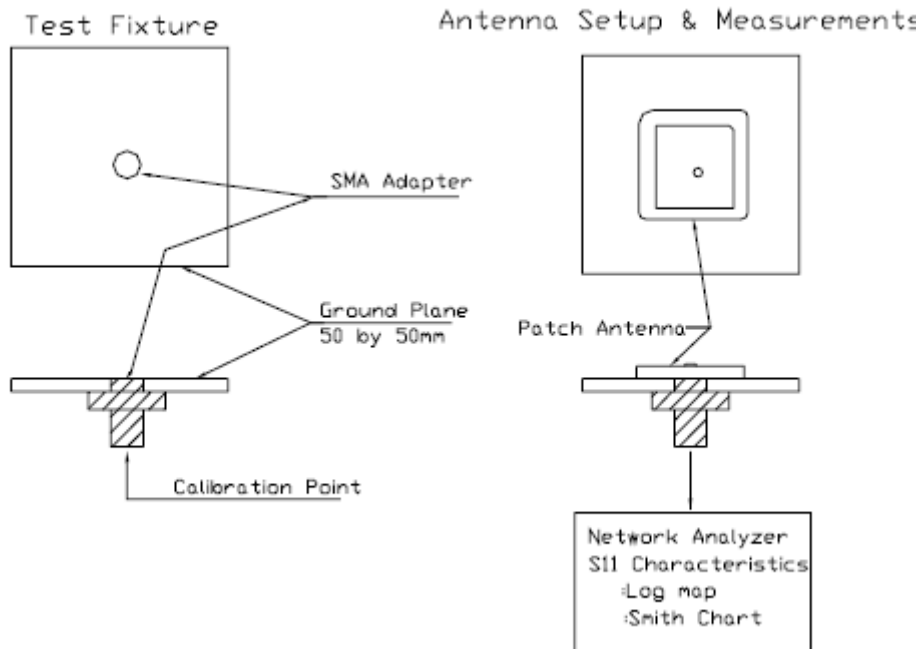 Test Fixture
Antenna Setup & Measurements
SMA Adapter
Ground Plane
50 by 50mm
Patch Antenna
Calibration Point
Network Analyzer
S11 Characteristics
:Log map
:Smith Chart